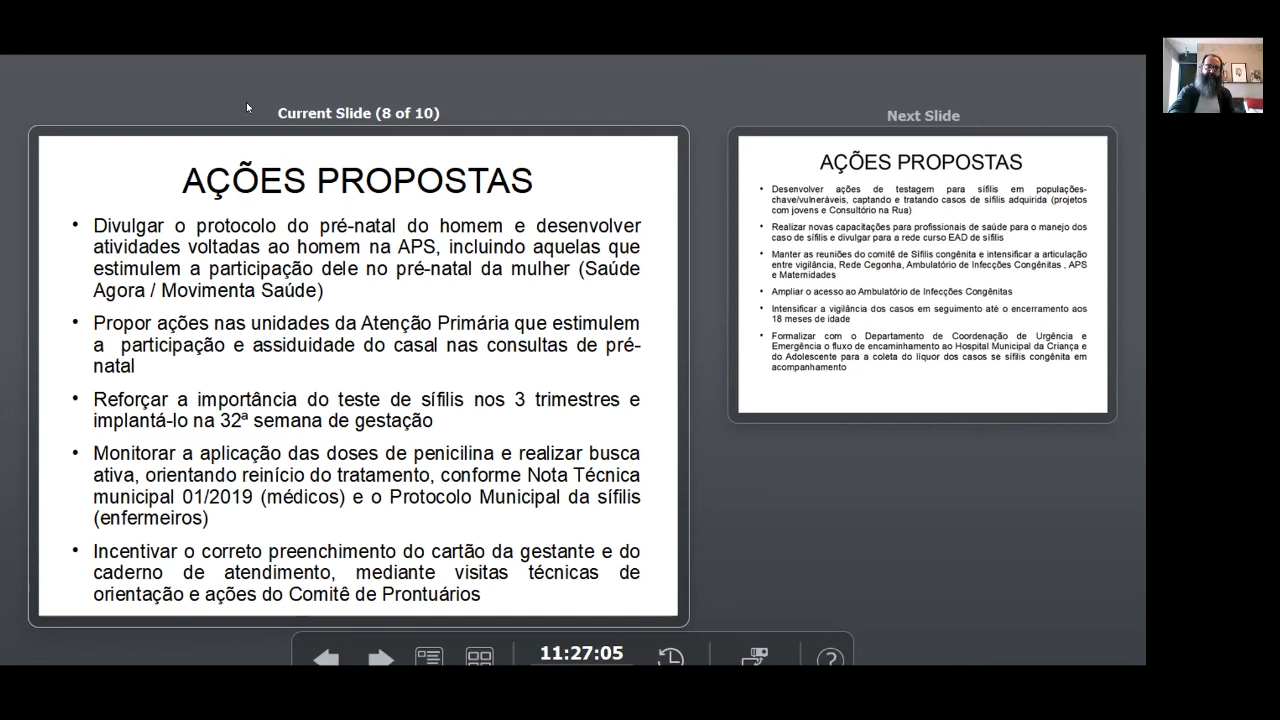 Current Slide (8 of 10)
AÇÕES PROPOSTAS
• Divulgar o protocolo do pré-natal do homem e desenvolver
atividades voltadas ao homem na APS, incluindo aquelas que
estimulem a participação dele no pré-natal da mulher (Saúde
Agora / Movimenta Saúde)
• Propor ações nas unidades da Atenção Primária que estimulem
a participação e assiduidade do casal nas consultas de pré-
natal
• Reforçar a importância do teste de sífilis nos 3 trimestres e
implantá-lo na 32ª semana de gestação
• Monitorar a aplicação das doses de penicilina e realizar busca
ativa, orientando reinício do tratamento, conforme Nota Técnica
municipal 01/2019 (médicos) e o Protocolo Municipal da sífilis
(enfermeiros)
• Incentivar o correto preenchimento do cartão da gestante e do
caderno de atendimento, mediante visitas técnicas de
orientação e ações do Comitê de Prontuários
Next Slide
AÇÕES PROPOSTAS
• Desenvolver ações de testagem para sífilis em populações-
chave/vulneráveis, captando e tratando casos de sífilis adquirida (projetos
com jovens e Consultório na Rua)
• Realizar novas capacitações para profissionais de saúde para o manejo dos
caso de sífilis e divulgar para a rede curso EAD de sífilis
• Manter as reuniões do comitê de Sífilis congênita e intensificar a articulação
entre vigilância, Rede Cegonha, Ambulatório de Infecções Congênitas , APS
e Maternidades
• Ampliar o acesso ao Ambulatório de Infecções Congênitas
• Intensificar a vigilância dos casos em seguimento até o encerramento aos
18 meses de idade
• Formalizar com o Departamento de Coordenação de Urgência e
Emergência o fluxo de encaminhamento ao Hospital Municipal da Criança e
do Adolescente para a coleta do líquor dos casos se sífilis congênita em
acompanhamento
11:27:05
?